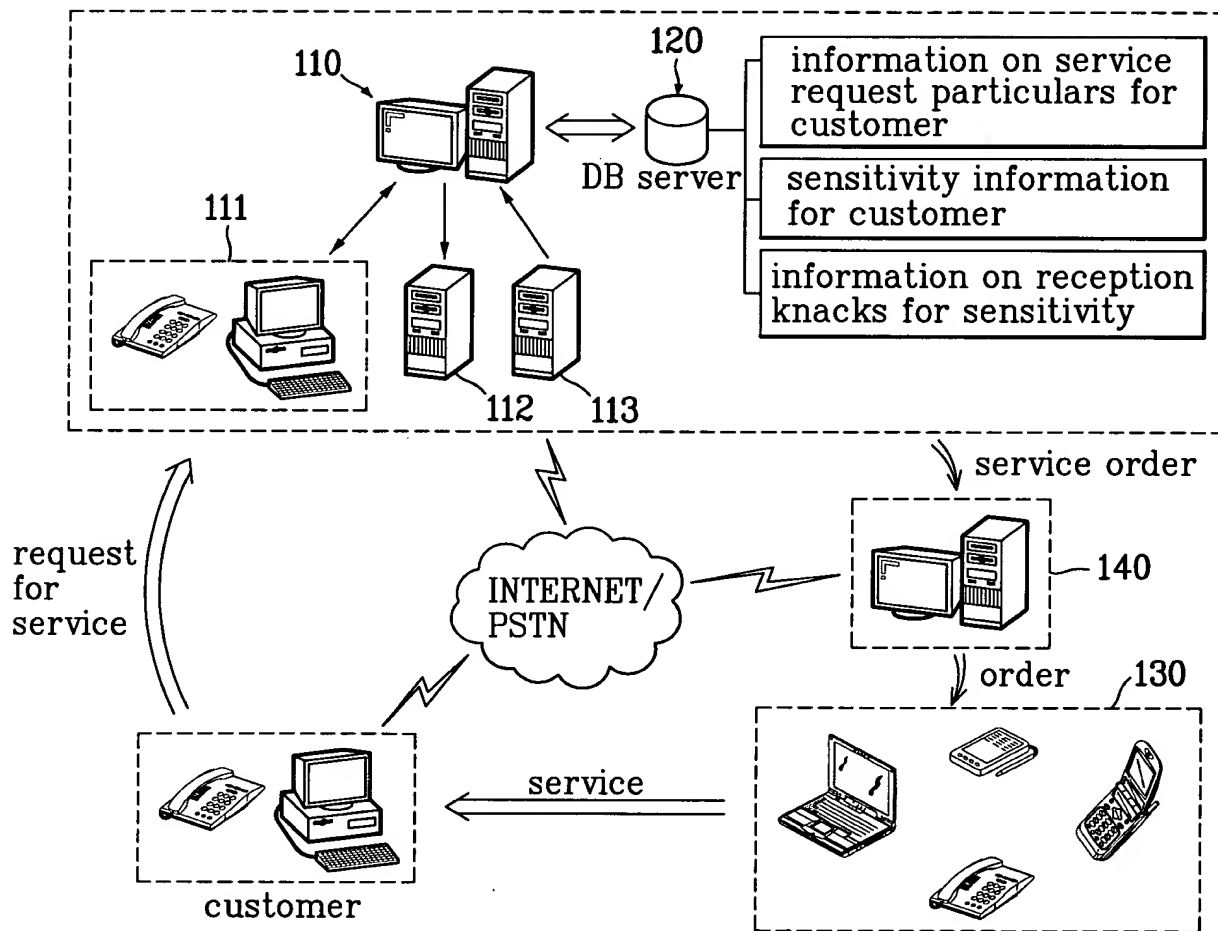 120
110
information on service
request particulars for
customer
DB server
sensitivity information
for customer
111
information on reception
knacks for sensitivity
112
113
service order
request
for
service
INTERNET/
PSTN
140
order
130
service
customer